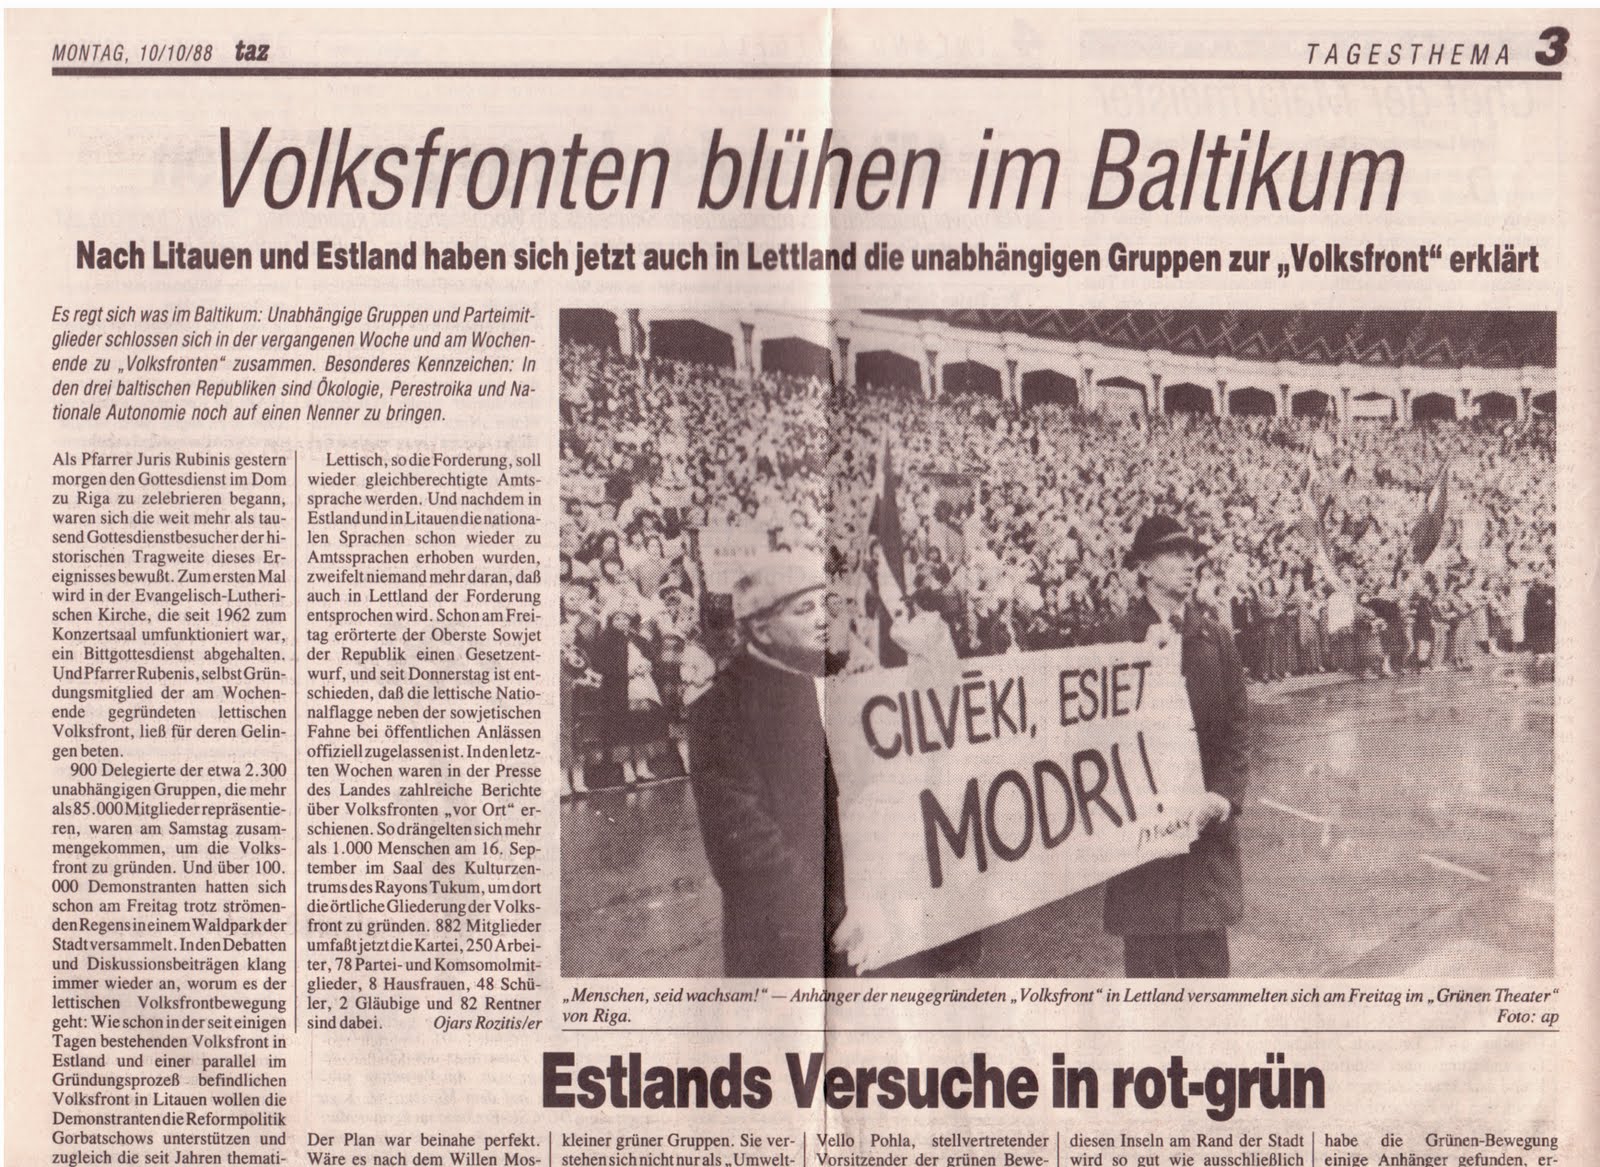 MONTAG, 10/10/88 taz
TAGESTHEMA 3
Volksfronten blühen im Baltikum
Nach Litauen und Estland haben sich jetzt auch in Lettland die unabhängigen Gruppen zur „Volksfront“ erklärt
Es regt sich was im Baltikum: Unabhängige Gruppen und Parteimit-
glieder schlossen sich in der vergangenen Woche und am Wochen-
ende zu „Volksfronten“ zusammen. Besonderes Kennzeichen: In
den drei baltischen Republiken sind Ökologie, Perestroika und Na-
tionale Autonomie noch auf einen Nenner zu bringen.
Als Pfarrer Juris Rubinis gestern
morgen den Gottesdienst im Dom
zu Riga zu zelebrieren begann,
waren sich die weit mehr als tau-
send Gottesdienstbesucher der hi-
storischen Tragweite dieses Er-
eignisses bewußt. Zum ersten Mal
wird in der Evangelisch-Lutheri-
schen Kirche, die seit 1962 zum
Konzertsaal umfunktioniert war,
ein Bittgottesdienst abgehalten.
Und Pfarrer Rubenis, selbst Grün-
dungsmitglied der am Wochen-
ende gegründeten lettischen
Volksfront, ließ für deren Gelin-
gen beten.
900 Delegierte der etwa 2.300
unabhängigen Gruppen, die mehr
als 85.000 Mitglieder repräsentie-
ren, waren am Samstag zusam-
mengekommen, um die Volks-
front zu gründen. Und über 100.
000 Demonstranten hatten sich
schon am Freitag trotz strömen-
den Regens in einem Waldpark der
Stadt versammelt. In den Debatten
und Diskussionsbeiträgen klang
immer wieder an, worum es der
lettischen Volksfrontbewegung
geht: Wie schon in der seit einigen
Tagen bestehenden Volksfront in
Estland und einer parallel im
Gründungsprozeß befindlichen
Volksfront in Litauen wollen die
Demonstranten die Reformpolitik
Gorbatschows unterstützen und
zugleich die seit Jahren themati-
Lettisch, so die Forderung, soll
wieder gleichberechtigte Amts-
sprache werden. Und nachdem in
Estland und in Litauen die nationa-
len Sprachen schon wieder zu
Amtssprachen erhoben wurden,
zweifelt niemand mehr daran, daß
auch in Lettland der Forderung
entsprochen wird. Schon am Frei-
tag erörterte der Oberste Sowjet
der Republik einen Gesetzent-
wurf, und seit Donnerstag ist ent-
schieden, daß die lettische Natio-
nalflagge neben der sowjetischen
Fahne bei öffentlichen Anlässen
offiziell zugelassen ist. In den letz-
ten Wochen waren in der Presse
des Landes zahlreiche Berichte
über Volksfronten „vor Ort“ er-
schienen. So drängelten sich mehr
als 1.000 Menschen am 16. Sep-
tember im Saal des Kulturzen-
trums des Rayons Tukum, um dort
die örtliche Gliederung der Volks-
front zu gründen. 882 Mitglieder
umfaßt jetzt die Kartei, 250 Arbei-
ter, 78 Partei- und Komsomolmit-
glieder, 8 Hausfrauen, 48 Schü-
ler, 2 Gläubige und 82 Rentner
sind dabei. Ojars Rozitis/er
CILVĒKI, ESIET
MODRI!
„Menschen, seid wachsam!“ — Anhänger der neugegründeten „Volksfront“ in Lettland versammelten sich am Freitag im „Grünen Theater“
von Riga. Foto: ap
Estlands Versuche in rot-grün
Der Plan war beinahe perfekt.
Wäre es nach dem Willen Mos-
kleiner grüner Gruppen. Sie ver-
stehen sich nicht nur als „Umwelt-
Vello Pohla, stellvertretender
Vorsitzender der grünen Bewe-
diesen Inseln am Rand der Stadt
wird so gut wie ausschließlich
habe die Grünen-Bewegung
einige Anhänger gefunden, er-